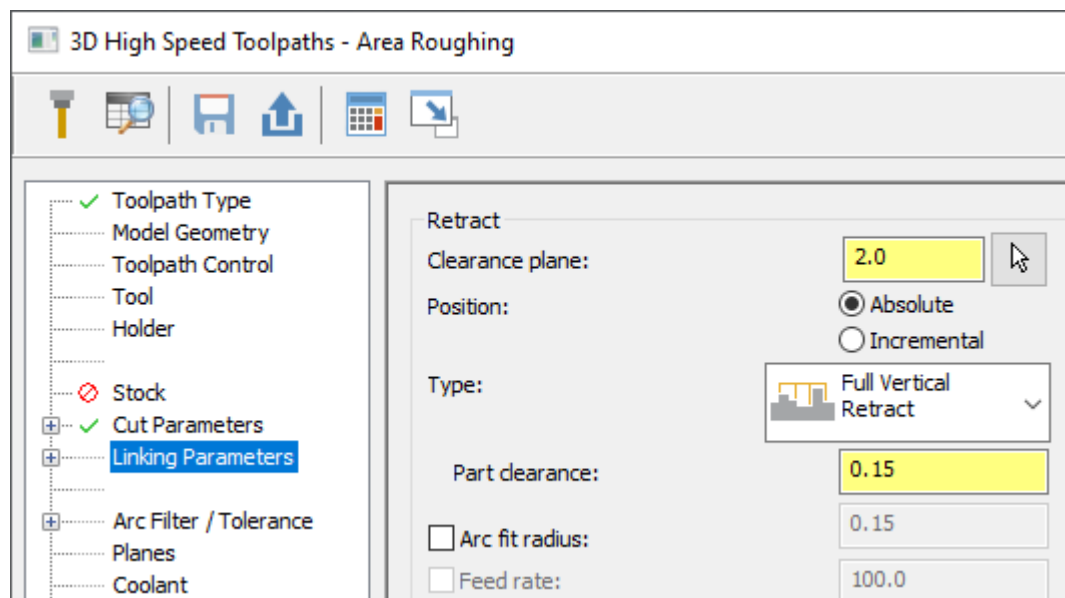 3D High Speed Toolpaths - Area Roughing
Toolpath Type
Model Geometry
Toolpath Control
Tool
Holder
Stock
Cut Parameters
Linking Parameters
Arc Filter / Tolerance
Planes
Coolant
Retract
Clearance plane:
2.0
Position:
Absolute
Incremental
Type:
Full Vertical
Retract
Part clearance:
0.15
Arc fit radius:
0.15
Feed rate:
100.0